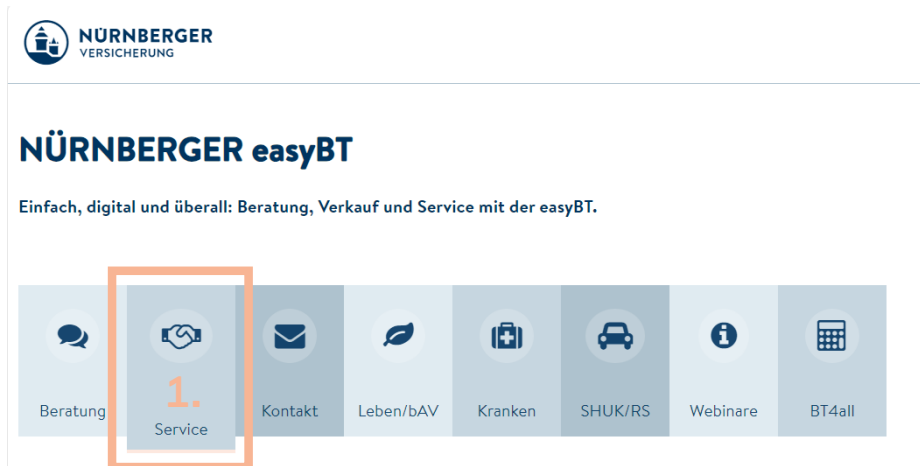 NÜRNBERGER
VERSICHERUNG
NÜRNBERGER easyBT
Einfach, digital und überall: Beratung, Verkauf und Service mit der easyBT.
1.
Beratung Service Kontakt Leben/bAV Kranken SHUK/RS Webinare BT4all